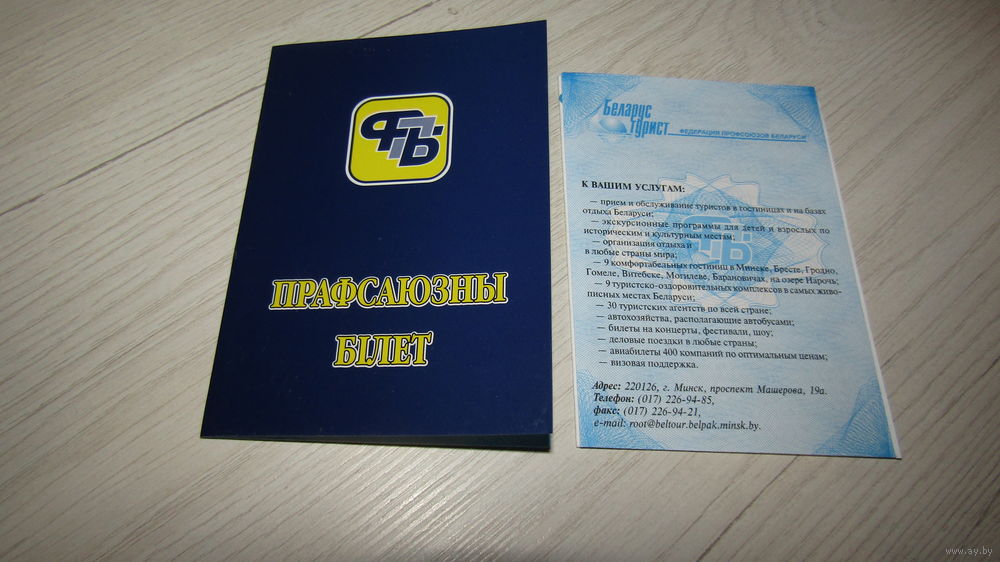 ФПБ
ПРАФСАЮЗНЫ
БІЛЕТ
Беларус
турист
ФЕДЕРАЦИЯ ПРОФСОЮЗОВ БЕЛАРУСИ
К ВАШИМ УСЛУГАМ:
— прием и обслуживание туристов в гостиницах и на базах
отдыха Беларуси;
— экскурсионные программы для детей и взрослых по
историческим и культурным местам;
— организация отдыха и
в любые страны мира;
— 9 комфортабельных гостиниц в Минске, Бресте, Гродно,
Гомеле, Витебске, Могилеве, Барановичах, на озере Нарочь;
— 9 туристско-оздоровительных комплексов в самых живо-
писных местах Беларуси;
— 30 туристских агентств по всей стране;
— автохозяйства, располагающие автобусами;
— билеты на концерты, фестивали, шоу;
— деловые поездки в любые страны;
— авиабилеты 400 компаний по оптимальным ценам;
— визовая поддержка.
Адрес: 220126, г. Минск, проспект Машерова, 19а.
Телефон: (017) 226-94-85,
факс: (017) 226-94-21,
e-mail: root@beltour.belpak.minsk.by.
www.ay.by